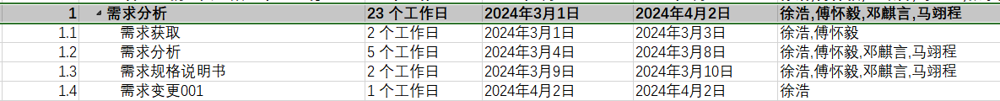 1 需求分析 23 个工作日 2024年3月1日 2024年4月2日 徐浩,傅怀毅,邓麒言,马翊程
1.1 需求获取 2 个工作日 2024年3月1日 2024年3月3日 徐浩,傅怀毅
1.2 需求分析 5 个工作日 2024年3月4日 2024年3月8日 徐浩,傅怀毅,邓麒言,马翊程
1.3 需求规格说明书 2 个工作日 2024年3月9日 2024年3月10日 徐浩,傅怀毅,邓麒言,马翊程
1.4 需求变更001 1 个工作日 2024年4月2日 2024年4月2日 徐浩